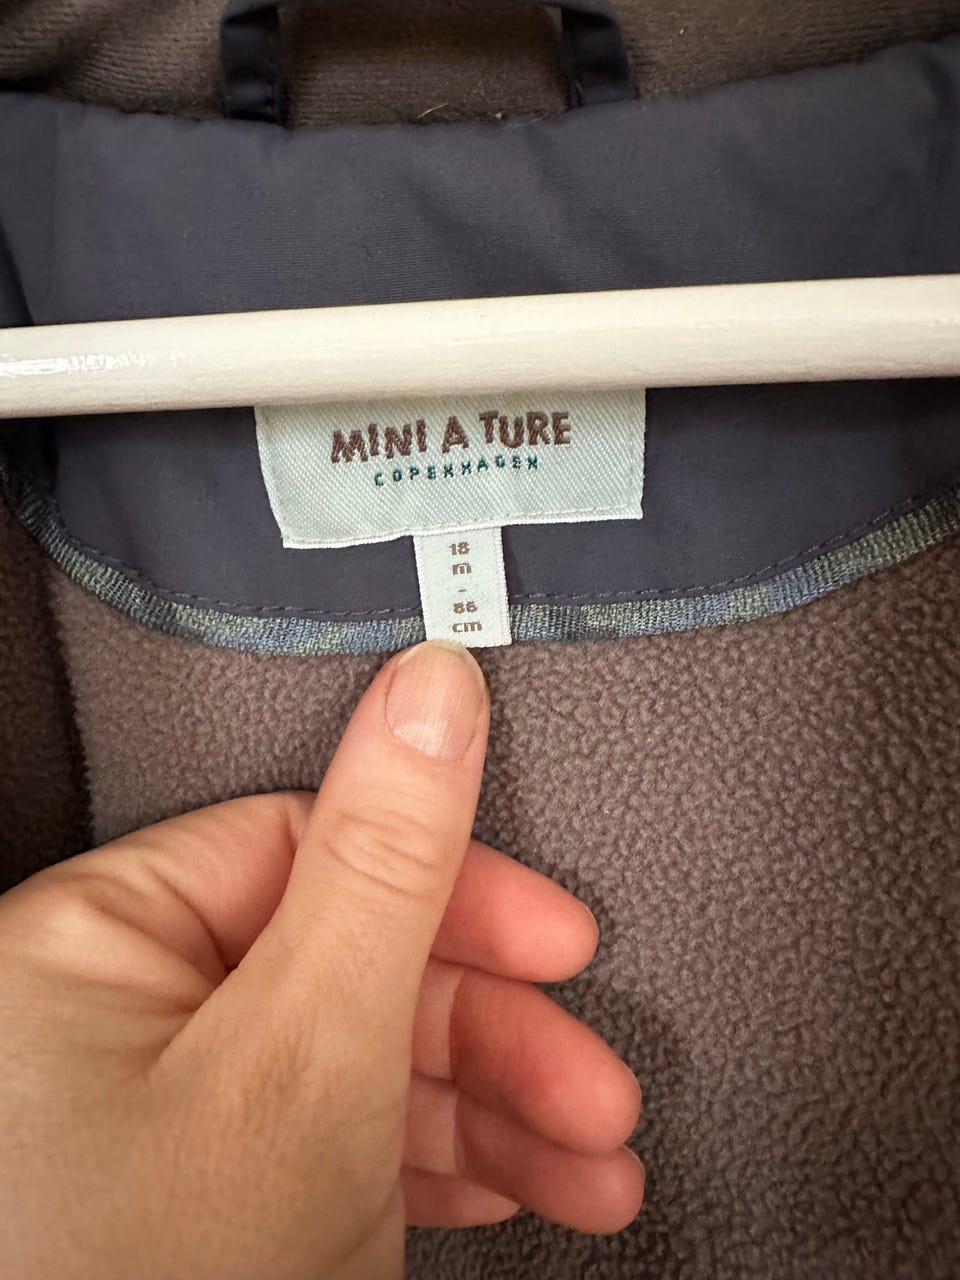 MINI A TURE
COPENHAGEN
18
m
-
86
cm